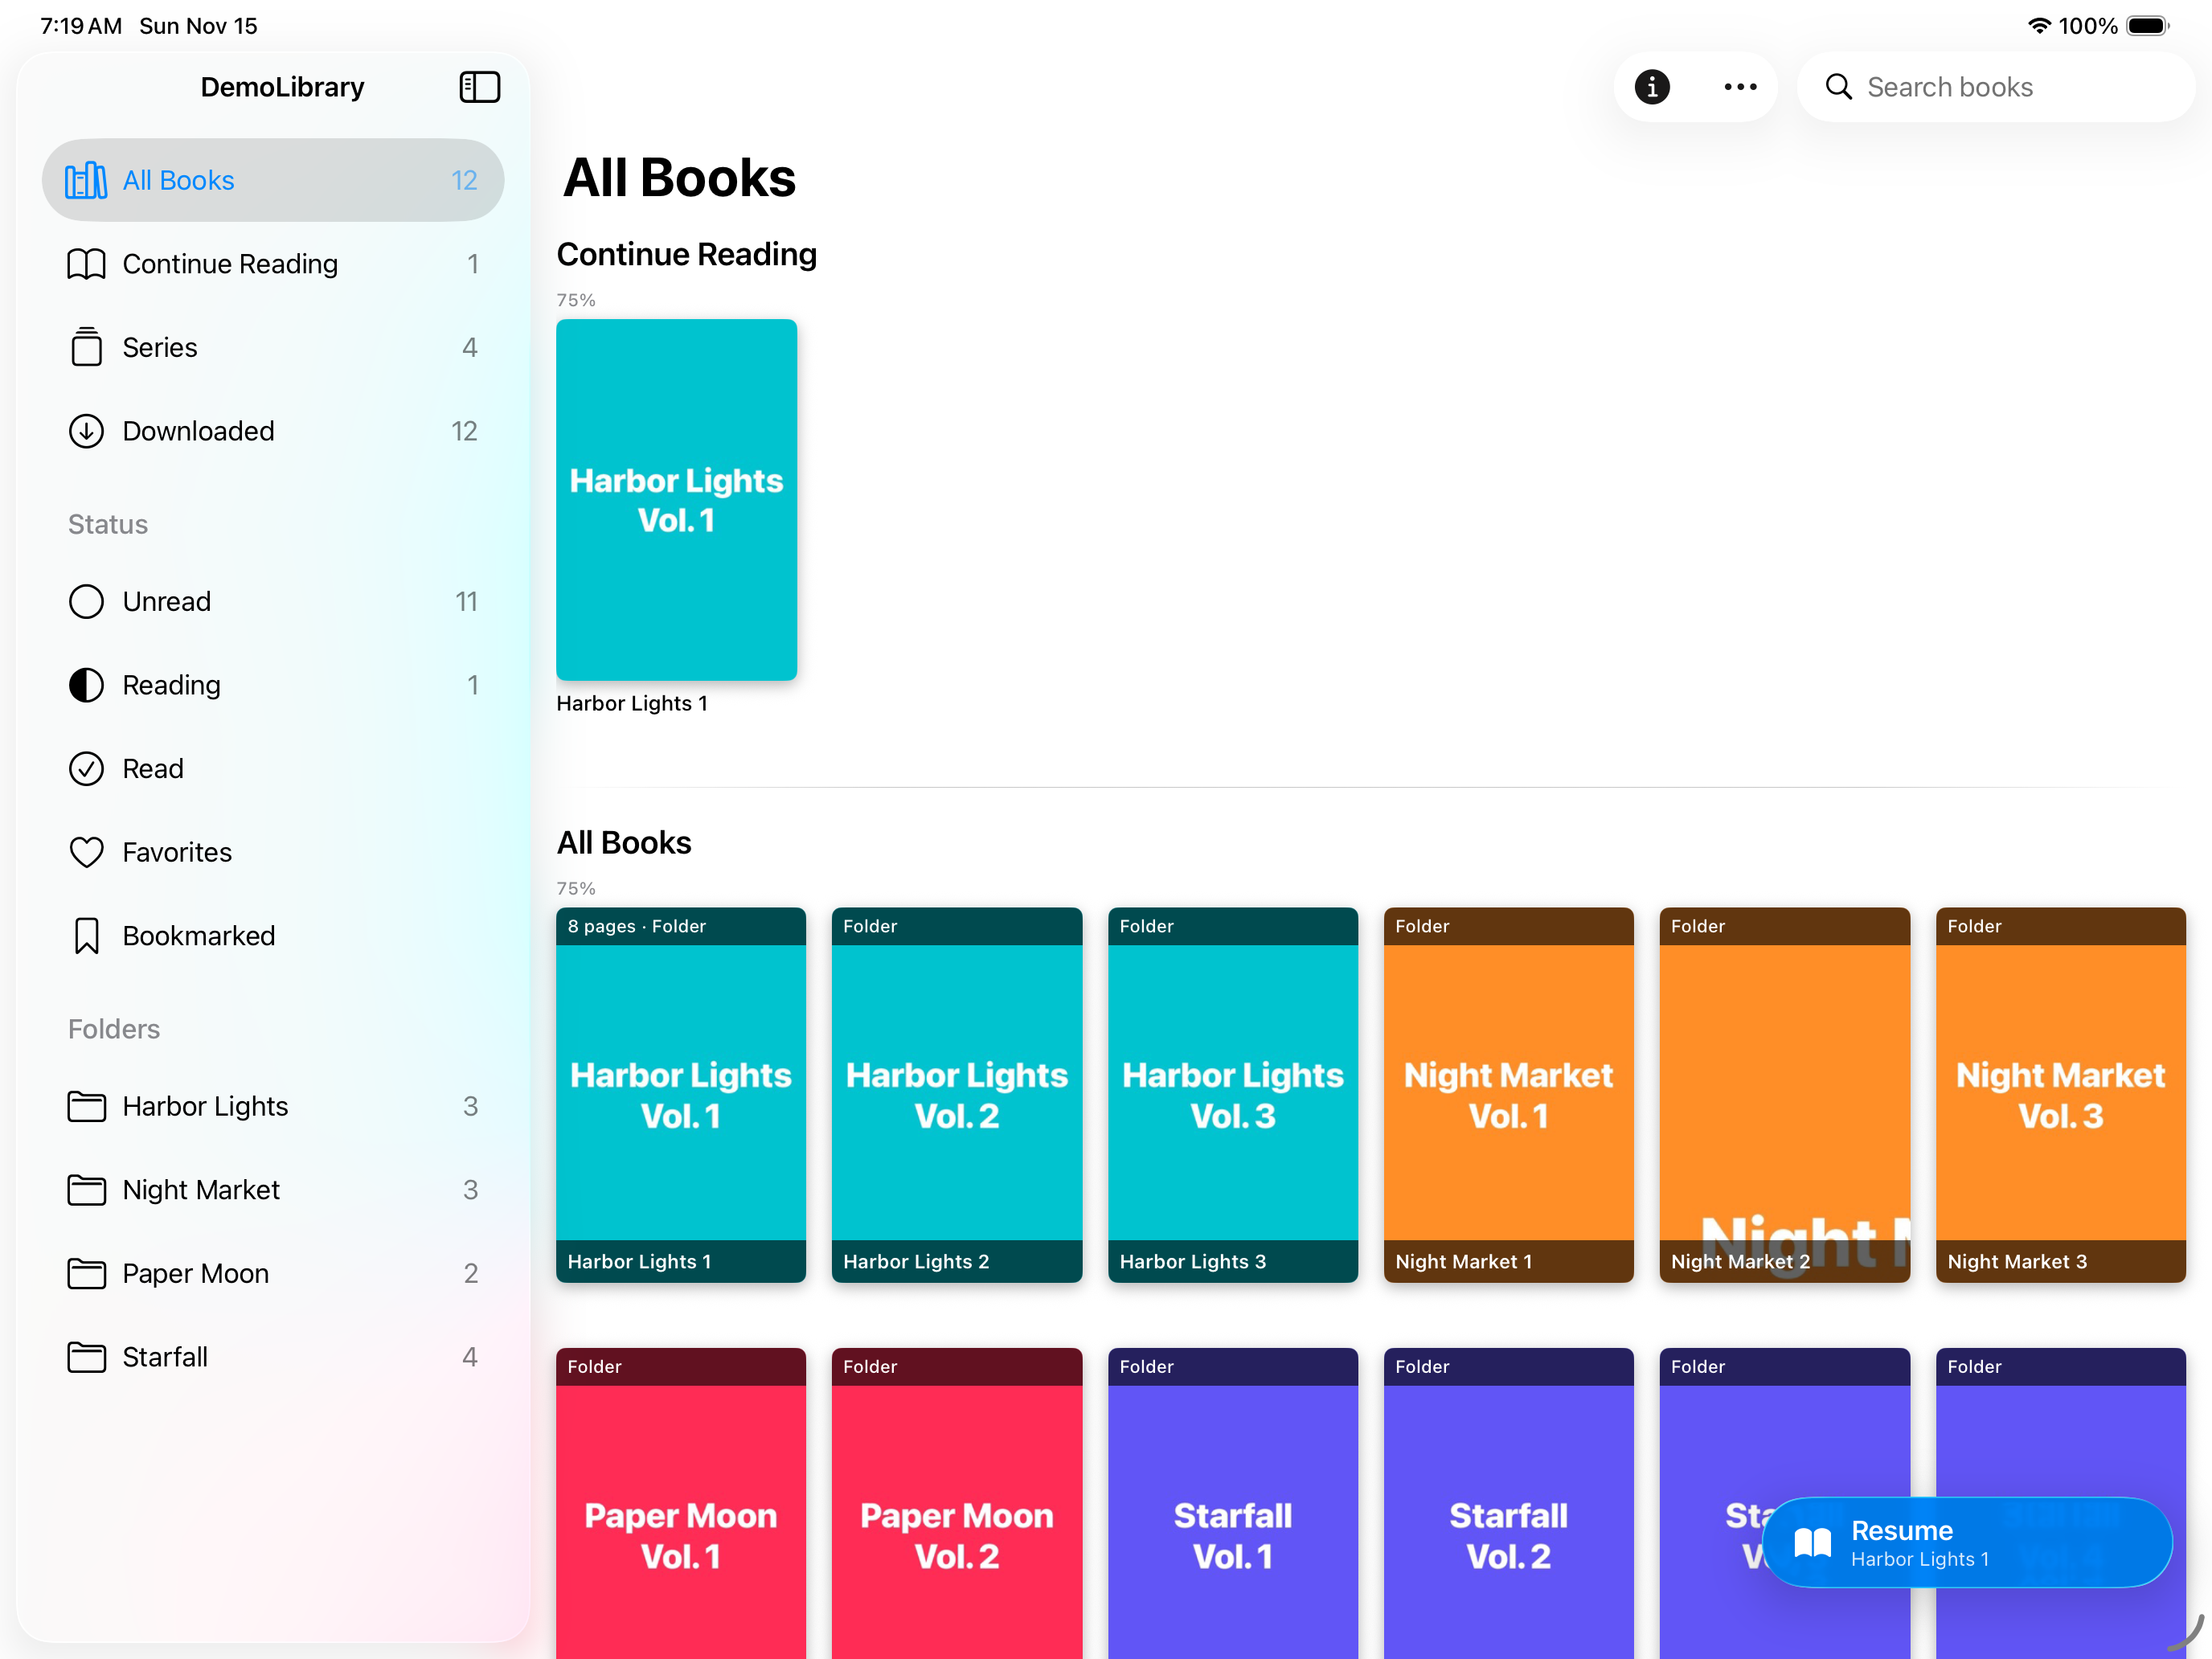 7:19 AM Sun Nov 15
100%
DemoLibrary
All Books 12
Continue Reading 1
Series 4
Downloaded 12
Status
Unread 11
Reading 1
Read
Favorites
Bookmarked
Folders
Harbor Lights 3
Night Market 3
Paper Moon 2
Starfall 4
Search books
All Books
Continue Reading
75%
Harbor Lights
Vol. 1
Harbor Lights 1
All Books
75%
8 pages · Folder
Harbor Lights
Vol. 1
Harbor Lights 1
Folder
Harbor Lights
Vol. 2
Harbor Lights 2
Folder
Harbor Lights
Vol. 3
Harbor Lights 3
Folder
Night Market
Vol. 1
Night Market 1
Folder
Night
Night Market 2
Folder
Night Market
Vol. 3
Night Market 3
Folder
Paper Moon
Vol. 1
Folder
Paper Moon
Vol. 2
Folder
Starfall
Vol. 1
Folder
Starfall
Vol. 2
Folder
Folder
Resume
Harbor Lights 1